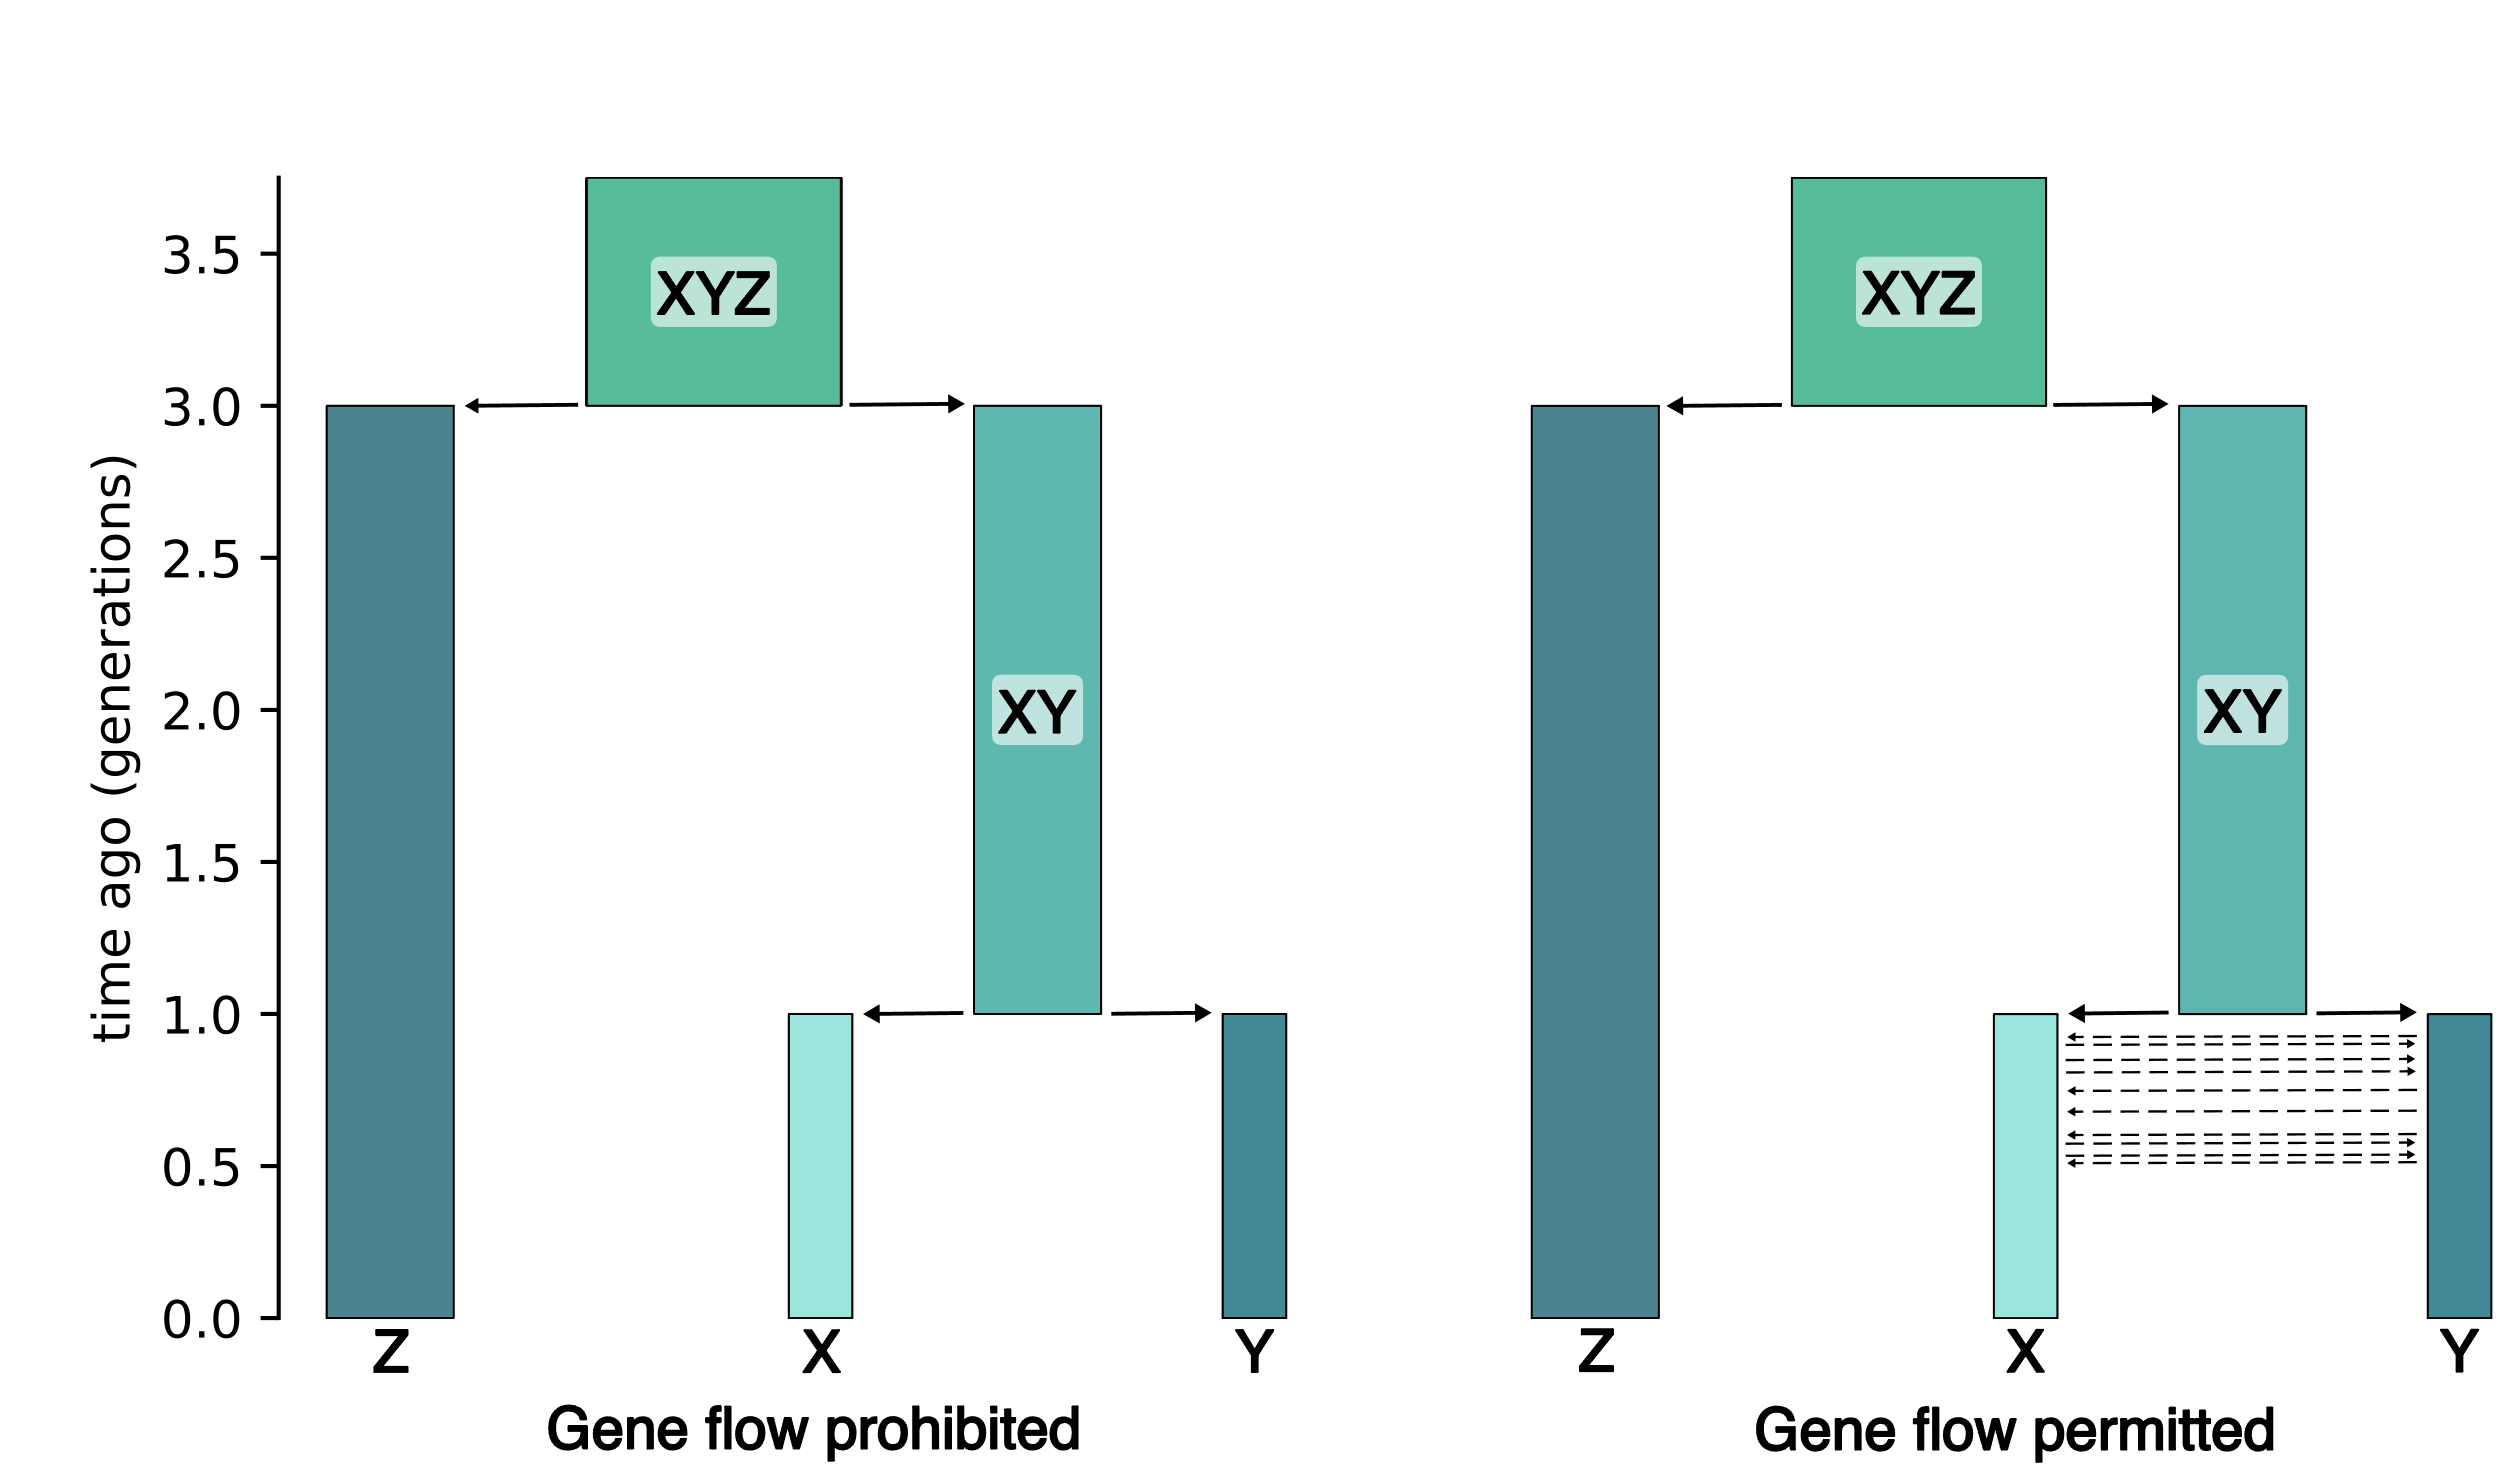 time ago (generations)
3.5
3.0
2.5
2.0
1.5
1.0
0.5
0.0
XYZ
XY
Z X Y
Gene flow prohibited
XYZ
XY
Z X Y
Gene flow permitted